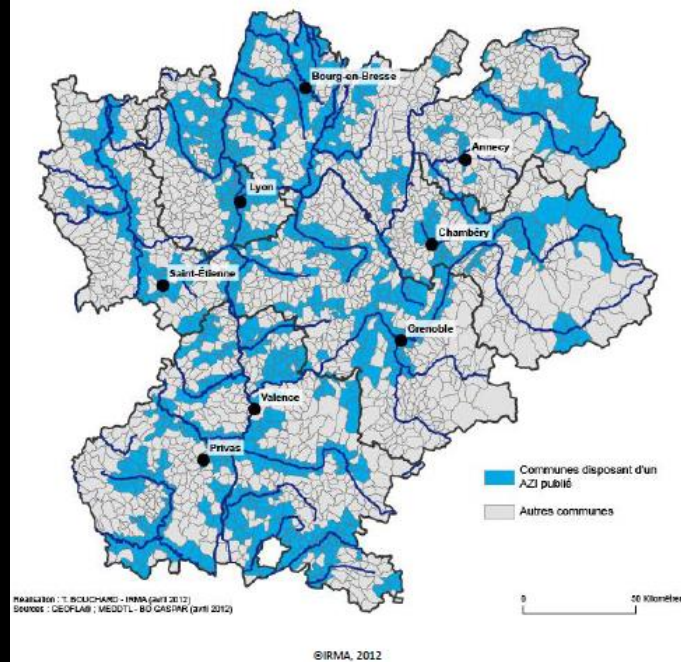 Bourg-en-Bresse
Annecy
Lyon
Chambéry
Saint-Étienne
Grenoble
Valence
Privas
Communes disposant d'un
AZI publié
Autres communes
Réalisation : T. BOUCHARD - IRMA (avril 2012)
Sources : GEOFLA® ; MEDDTL - BD GASPAR (avril 2012)
0 50 Kilomètres
©IRMA, 2012